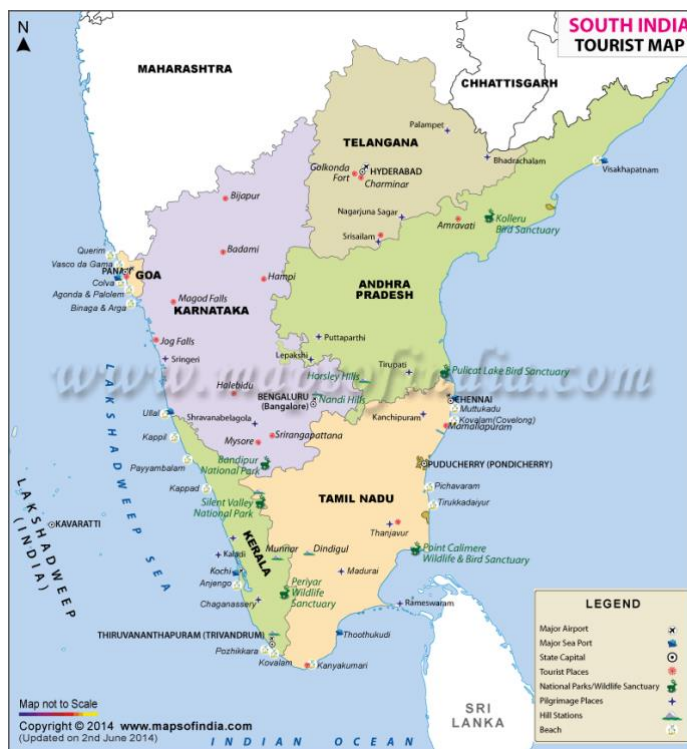 N
SOUTH INDIA
TOURIST MAP
MAHARASHTRA
CHHATTISGARH
Palampet
TELANGANA
Bhadrachalam
Visakhapatnam
Golkonda
Fort
HYDERABAD
Charminar
Bijapur
Nagarjuna Sagar
Srisailam
Amravati
Kolleru
Bird Sanctuary
Badami
Querim
Vasco da Gama
PANAJI
GOA
Colva
Agonda & Palolem
Binaga & Arga
Hampi
ANDHRA
PRADESH
Magod Falls
KARNATAKA
Jog Falls
Puttaparthi
Sringeri
Lepakshi
Tirupati
Pulicat Lake Bird Sanctuary
www.mapsofindia.com
Horsley Hills
Halebidu
BENGALURU
(Bangalore)
Nandi Hills
CHENNAI
Muttukadu
Kovalam(Covelong)
Mamallapuram
Kanchipuram
Ullal
Shravanabelagola
Srirangapattana
Mysore
Kappil
Payyambalam
Bandipur
National Park
PUDUCHERRY (PONDICHERRY)
Kappad
Silent Valley
National Park
TAMIL NADU
Pichavaram
Tirukkadaiyur
Thanjavur
KAVARATTI
LAKSHADWEEP
(INDIA)
LAKSHADWEEP SEA
KERALA
Munnar
Dindigul
Point Calimere
Wildlife & Bird Sanctuary
Kaladi
Kochi
Anjengo
Madurai
Periyar
Wildlife
Sanctuary
Chaganassery
Rameswaram
THIRUVANANTHAPURAM (TRIVANDRUM)
Thoothukudi
Pozhikkara
Kovalam
Kanyakumari
SRI
LANKA
INDIAN OCEAN
LEGEND
Major Airport
Major Sea Port
State Capital
Tourist Places
National Parks/Wildlife Sanctuary
Pilgrimage Places
Hill Stations
Beach
Map not to Scale
Copyright © 2014 www.mapsofindia.com
(Updated on 2nd June 2014)